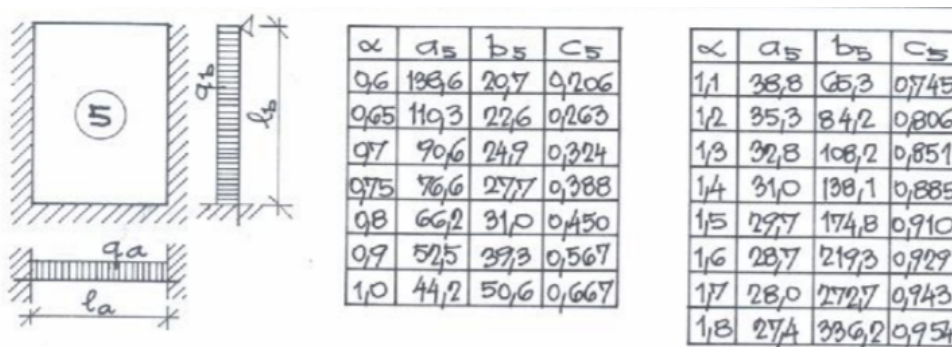 5
qb
lb
qa
la
α a5 b5 c5
0,6 138,6 20,7 0,206
0,65 110,3 22,6 0,263
0,7 90,6 24,9 0,324
0,75 76,6 27,7 0,388
0,8 66,2 31,0 0,450
0,9 52,5 39,3 0,567
1,0 44,2 50,6 0,667
α a5 b5 c5
1,1 38,8 65,3 0,745
1,2 35,3 84,2 0,806
1,3 32,8 108,2 0,851
1,4 31,0 138,1 0,885
1,5 29,7 174,8 0,910
1,6 28,7 219,3 0,929
1,7 28,0 272,7 0,943
1,8 27,4 336,2 0,954